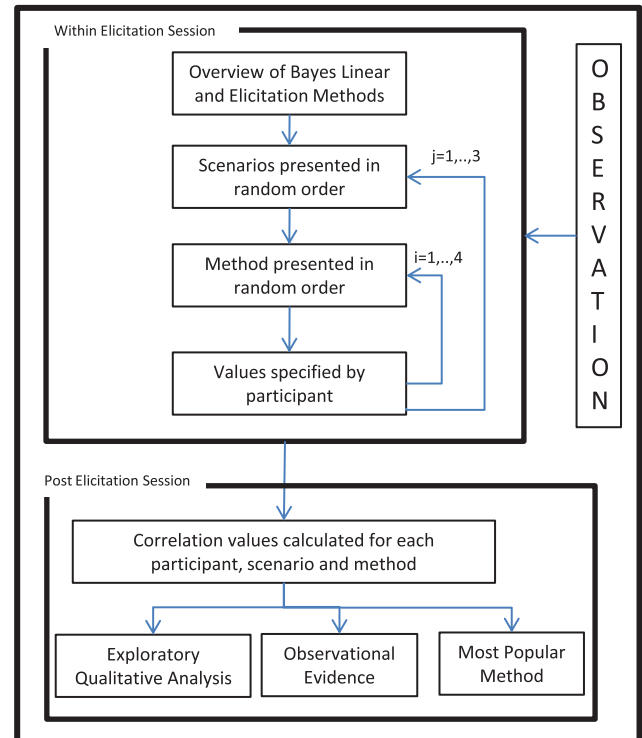 Within Elicitation Session
Overview of Bayes Linear
and Elicitation Methods
j=1,..,3
Scenarios presented in
random order
i=1,..,4
Method presented in
random order
Values specified by
participant
OBSERVATION
Post Elicitation Session
Correlation values calculated for each
participant, scenario and method
Exploratory
Qualitative Analysis
Observational
Evidence
Most Popular
Method